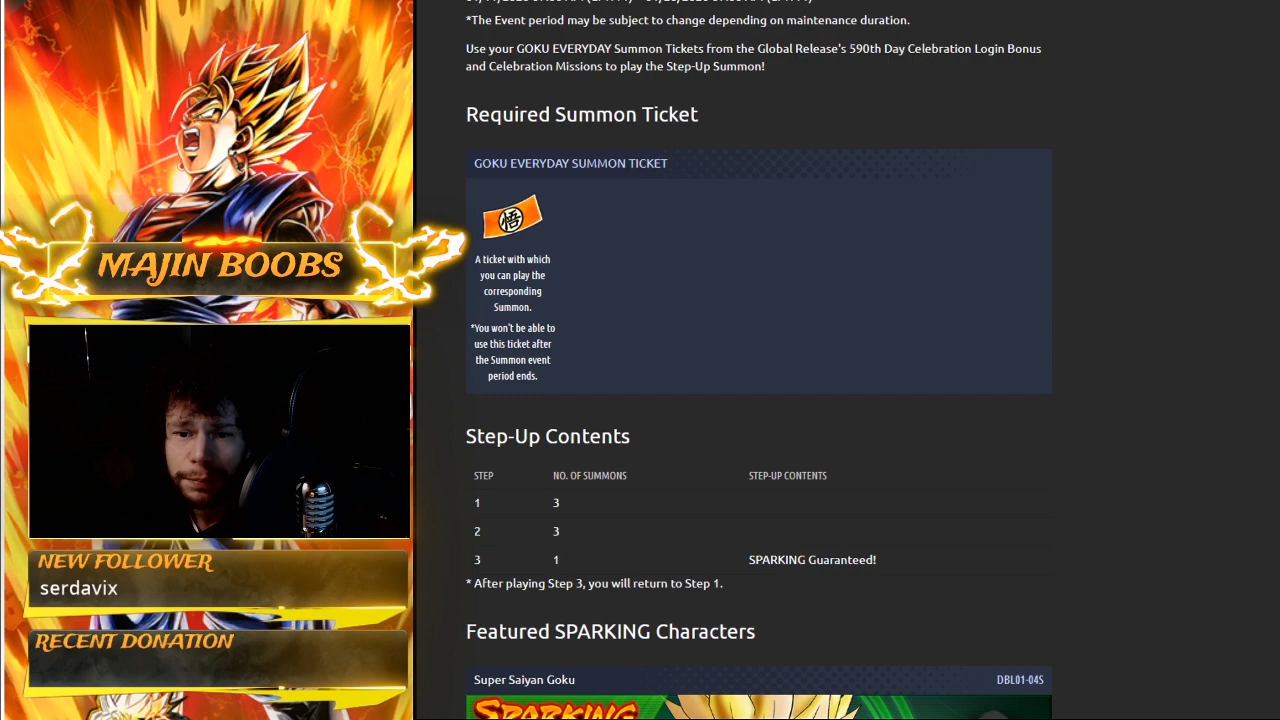 MAJIN BOOBS
NEW FOLLOWER
serdavix
RECENT DONATION
*The Event period may be subject to change depending on maintenance duration.
Use your GOKU EVERYDAY Summon Tickets from the Global Release's 590th Day Celebration Login Bonus
and Celebration Missions to play the Step-Up Summon!
Required Summon Ticket
GOKU EVERYDAY SUMMON TICKET
悟
A ticket with which
you can play the
corresponding
Summon.
*You won't be able to
use this ticket after
the Summon event
period ends.
Step-Up Contents
STEP NO. OF SUMMONS STEP-UP CONTENTS
1 3
2 3
3 1 SPARKING Guaranteed!
* After playing Step 3, you will return to Step 1.
Featured SPARKING Characters
Super Saiyan Goku DBL01-04S
SPARKING